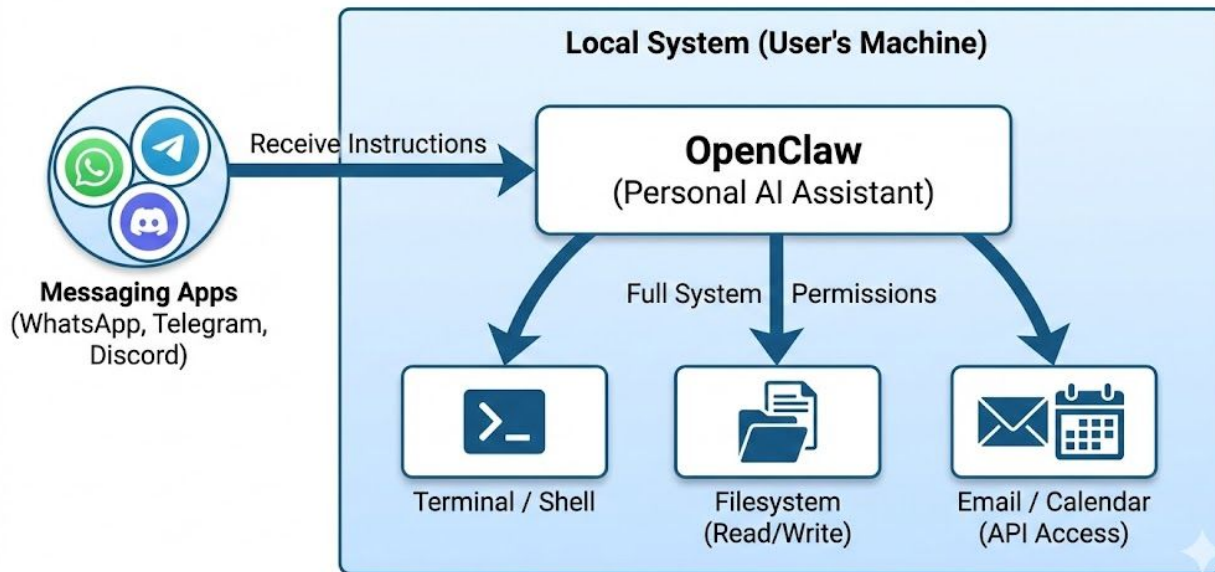 Local System (User's Machine)
Receive Instructions
OpenClaw
(Personal AI Assistant)
Messaging Apps
(WhatsApp, Telegram,
Discord)
Full System Permissions
Terminal / Shell
Filesystem
(Read/Write)
Email / Calendar
(API Access)